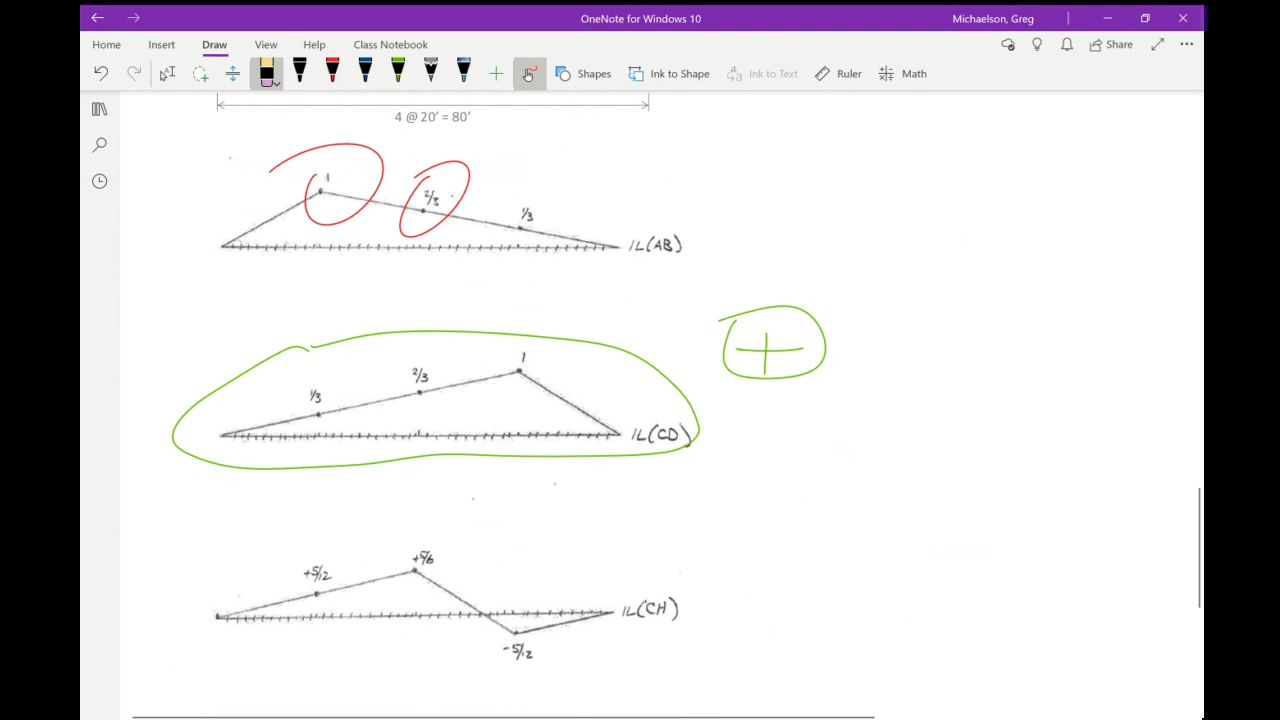 OneNote for Windows 10
Michaelson, Greg
Home Insert Draw View Help Class Notebook
Share
Shapes Ink to Shape Ink to Text Ruler Math
4 @ 20' = 80'
1
2/3
1/3
IL(AB)
+
1
2/3
1/3
IL(CD)
+5/6
+5/12
IL(CH)
-5/12